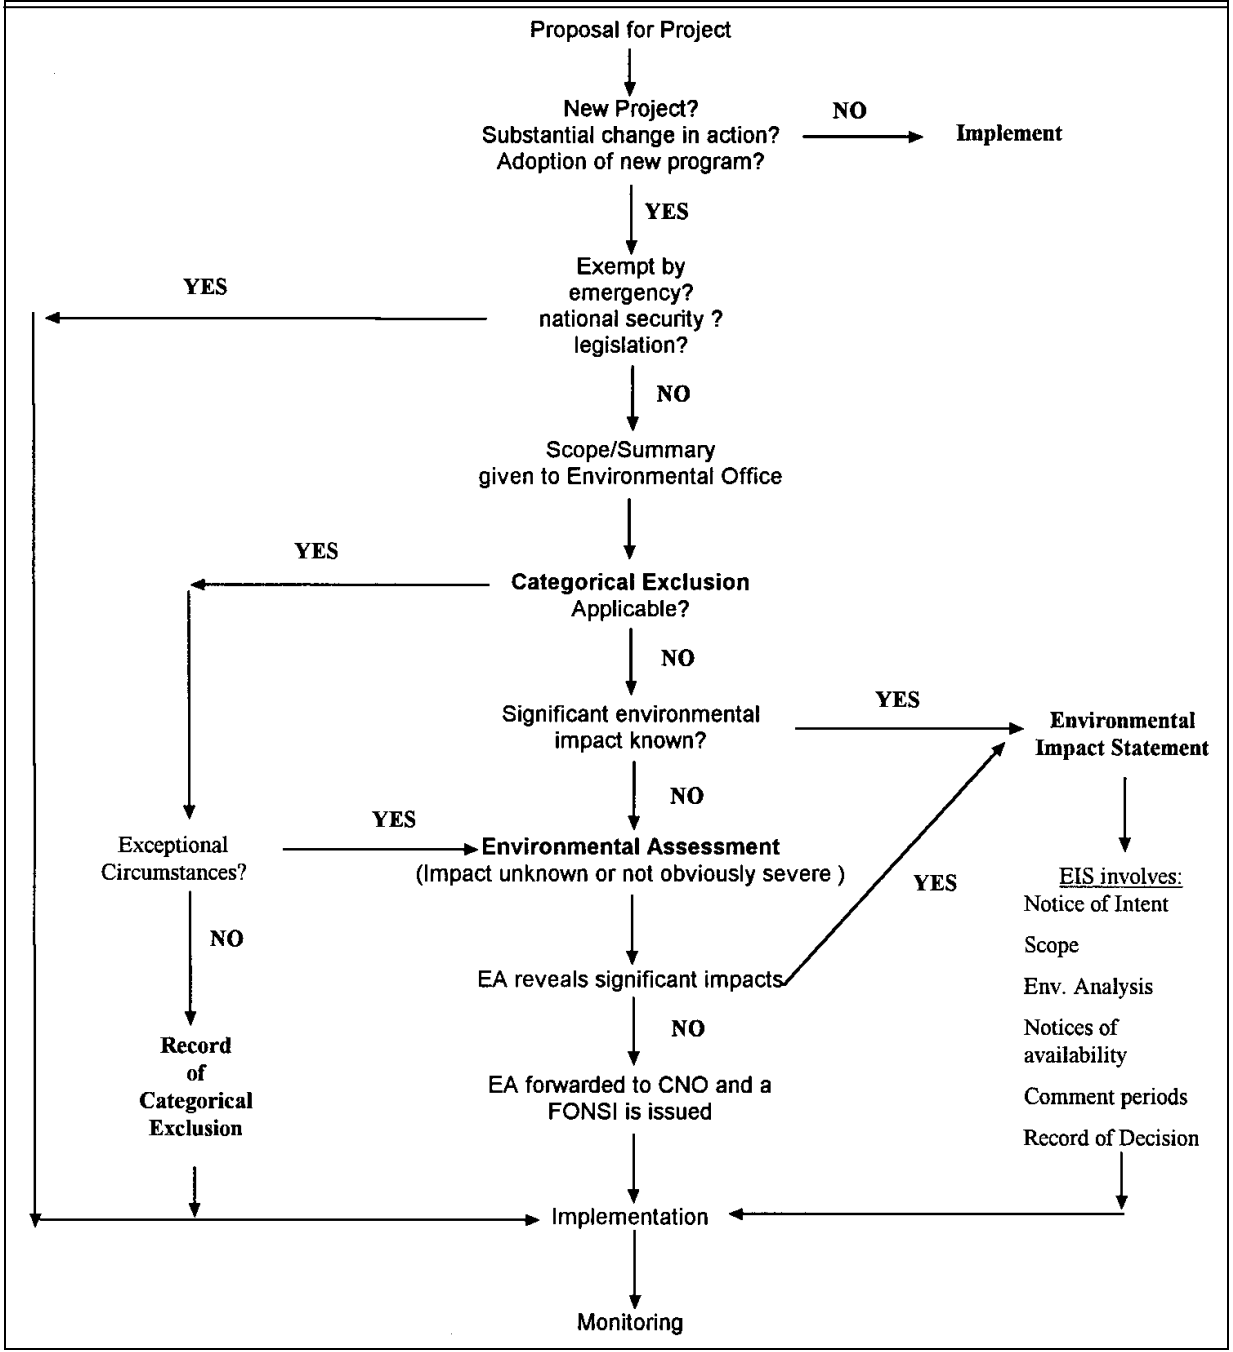 Proposal for Project
New Project?
Substantial change in action?
Adoption of new program?
NO
Implement
YES
Exempt by
emergency?
national security ?
legislation?
YES
NO
Scope/Summary
given to Environmental Office
YES
Categorical Exclusion
Applicable?
NO
Significant environmental
impact known?
YES
Environmental
Impact Statement
NO
Exceptional
Circumstances?
YES
Environmental Assessment
(Impact unknown or not obviously severe )
YES
EIS involves:
Notice of Intent
Scope
Env. Analysis
Notices of
availability
Comment periods
Record of Decision
NO
EA reveals significant impacts
NO
Record
of
Categorical
Exclusion
EA forwarded to CNO and a
FONSI is issued
Implementation
Monitoring